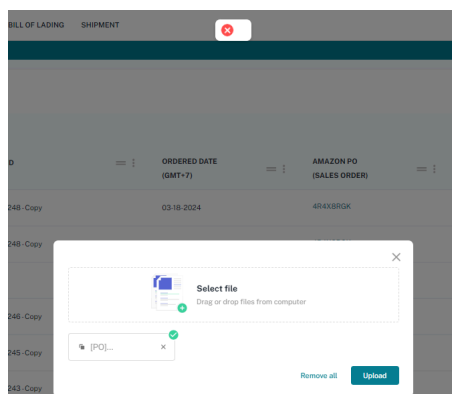 BILL OF LADING SHIPMENT
D ORDERED DATE AMAZON PO
(GMT+7) (SALES ORDER)
248 - Copy 03-18-2024 4R4X8RGK
248 - Copy
Select file
Drag or drop files from computer
246 - Copy
[PO]...
245 - Copy
Remove all Upload
243 - Copy